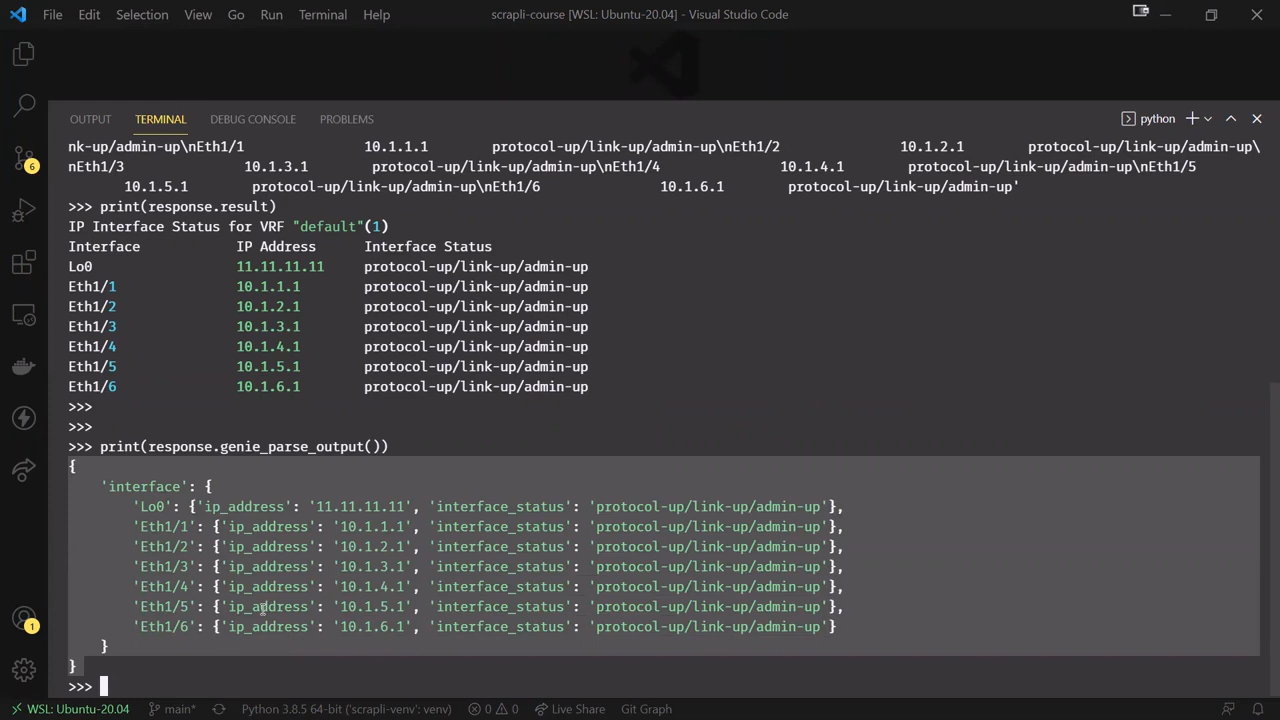 File Edit Selection View Go Run Terminal Help scrapli-course [WSL: Ubuntu-20.04] - Visual Studio Code
OUTPUT TERMINAL DEBUG CONSOLE PROBLEMS python
nk-up/admin-up\nEth1/1 10.1.1.1 protocol-up/link-up/admin-up\nEth1/2 10.1.2.1 protocol-up/link-up/admin-up\
nEth1/3 10.1.3.1 protocol-up/link-up/admin-up\nEth1/4 10.1.4.1 protocol-up/link-up/admin-up\nEth1/5
10.1.5.1 protocol-up/link-up/admin-up\nEth1/6 10.1.6.1 protocol-up/link-up/admin-up'
>>> print(response.result)
IP Interface Status for VRF "default"(1)
Interface IP Address Interface Status
Lo0 11.11.11.11 protocol-up/link-up/admin-up
Eth1/1 10.1.1.1 protocol-up/link-up/admin-up
Eth1/2 10.1.2.1 protocol-up/link-up/admin-up
Eth1/3 10.1.3.1 protocol-up/link-up/admin-up
Eth1/4 10.1.4.1 protocol-up/link-up/admin-up
Eth1/5 10.1.5.1 protocol-up/link-up/admin-up
Eth1/6 10.1.6.1 protocol-up/link-up/admin-up
>>>
>>>
>>> print(response.genie_parse_output())
{
'interface': {
'Lo0': {'ip_address': '11.11.11.11', 'interface_status': 'protocol-up/link-up/admin-up'},
'Eth1/1': {'ip_address': '10.1.1.1', 'interface_status': 'protocol-up/link-up/admin-up'},
'Eth1/2': {'ip_address': '10.1.2.1', 'interface_status': 'protocol-up/link-up/admin-up'},
'Eth1/3': {'ip_address': '10.1.3.1', 'interface_status': 'protocol-up/link-up/admin-up'},
'Eth1/4': {'ip_address': '10.1.4.1', 'interface_status': 'protocol-up/link-up/admin-up'},
'Eth1/5': {'ip_address': '10.1.5.1', 'interface_status': 'protocol-up/link-up/admin-up'},
'Eth1/6': {'ip_address': '10.1.6.1', 'interface_status': 'protocol-up/link-up/admin-up'}
}
}
>>>
6
1
WSL: Ubuntu-20.04 main* Python 3.8.5 64-bit ('scrapli-venv': venv) 0 0 Live Share Git Graph